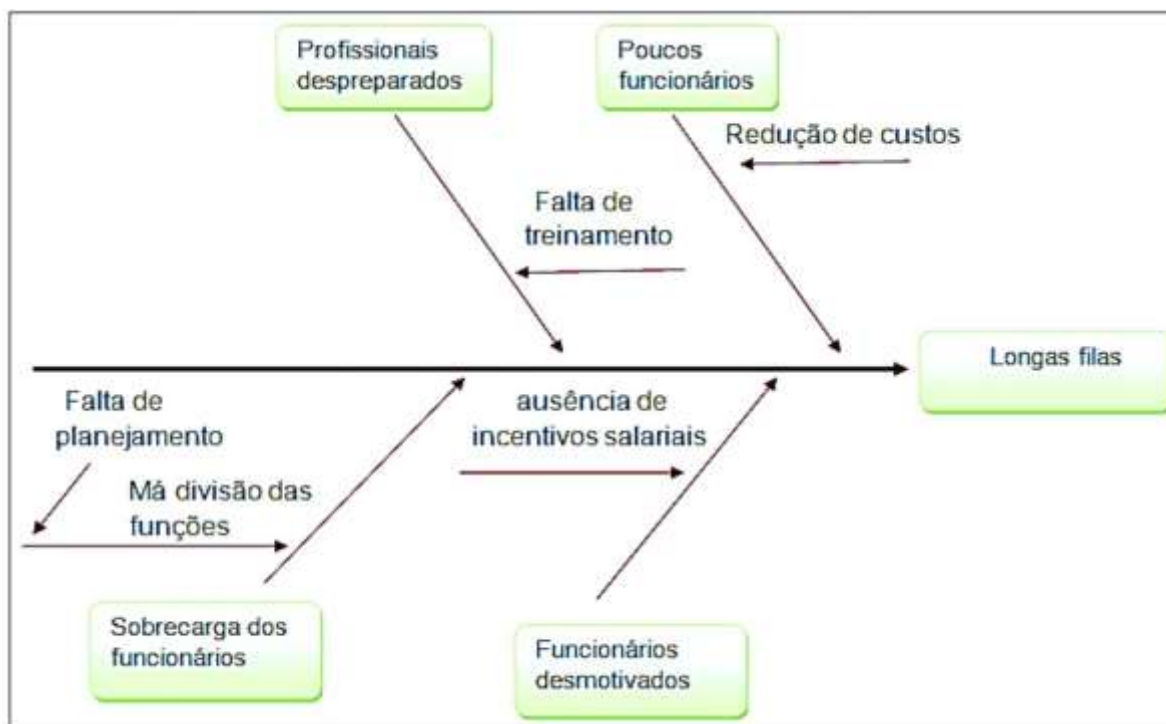 Profissionais
despreparados
Poucos
funcionários
Redução de custos
Falta de
treinamento
Longas filas
Falta de
planejamento
ausência de
incentivos salariais
Má divisão das
funções
Sobrecarga dos
funcionários
Funcionários
desmotivados